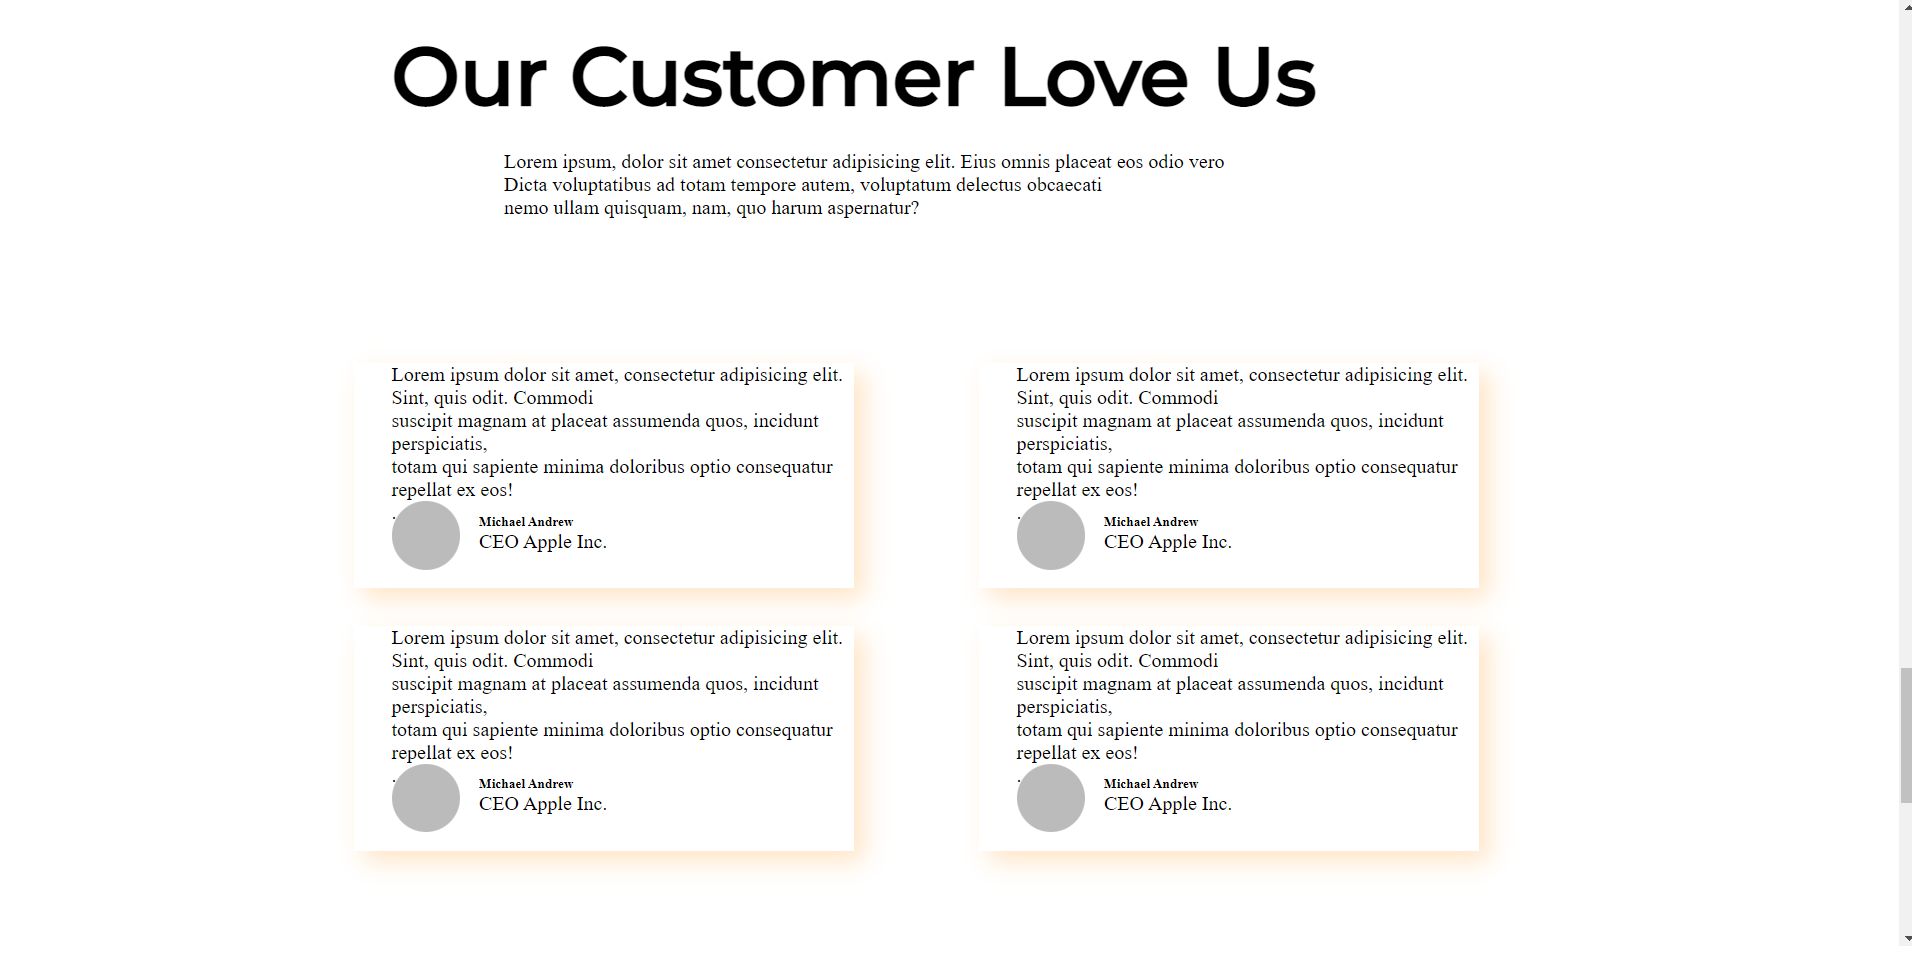 Our Customer Love Us
Lorem ipsum, dolor sit amet consectetur adipisicing elit. Eius omnis placeat eos odio vero
Dicta voluptatibus ad totam tempore autem, voluptatum delectus obcaecati
nemo ullam quisquam, nam, quo harum aspernatur?
Lorem ipsum dolor sit amet, consectetur adipisicing elit.
Sint, quis odit. Commodi
suscipit magnam at placeat assumenda quos, incidunt
perspiciatis,
totam qui sapiente minima doloribus optio consequatur
repellat ex eos!
.
Michael Andrew
CEO Apple Inc.
Lorem ipsum dolor sit amet, consectetur adipisicing elit.
Sint, quis odit. Commodi
suscipit magnam at placeat assumenda quos, incidunt
perspiciatis,
totam qui sapiente minima doloribus optio consequatur
repellat ex eos!
.
Michael Andrew
CEO Apple Inc.
Lorem ipsum dolor sit amet, consectetur adipisicing elit.
Sint, quis odit. Commodi
suscipit magnam at placeat assumenda quos, incidunt
perspiciatis,
totam qui sapiente minima doloribus optio consequatur
repellat ex eos!
.
Michael Andrew
CEO Apple Inc.
Lorem ipsum dolor sit amet, consectetur adipisicing elit.
Sint, quis odit. Commodi
suscipit magnam at placeat assumenda quos, incidunt
perspiciatis,
totam qui sapiente minima doloribus optio consequatur
repellat ex eos!
.
Michael Andrew
CEO Apple Inc.